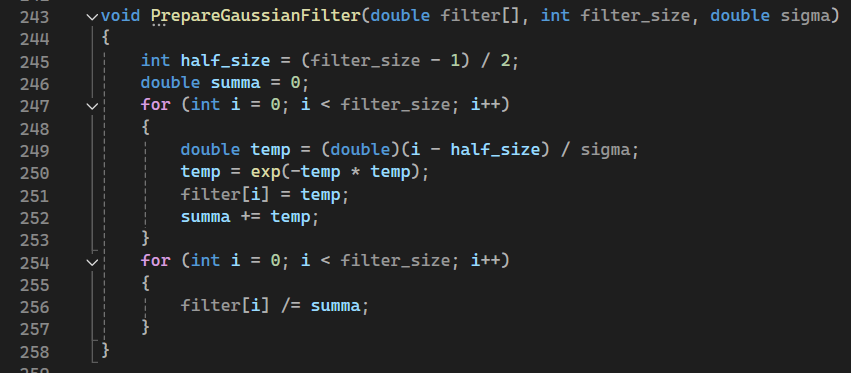 243 void PrepareGaussianFilter(double filter[], int filter_size, double sigma)
244 {
245 int half_size = (filter_size - 1) / 2;
246 double summa = 0;
247 for (int i = 0; i < filter_size; i++)
248 {
249 double temp = (double)(i - half_size) / sigma;
250 temp = exp(-temp * temp);
251 filter[i] = temp;
252 summa += temp;
253 }
254 for (int i = 0; i < filter_size; i++)
255 {
256 filter[i] /= summa;
257 }
258 }